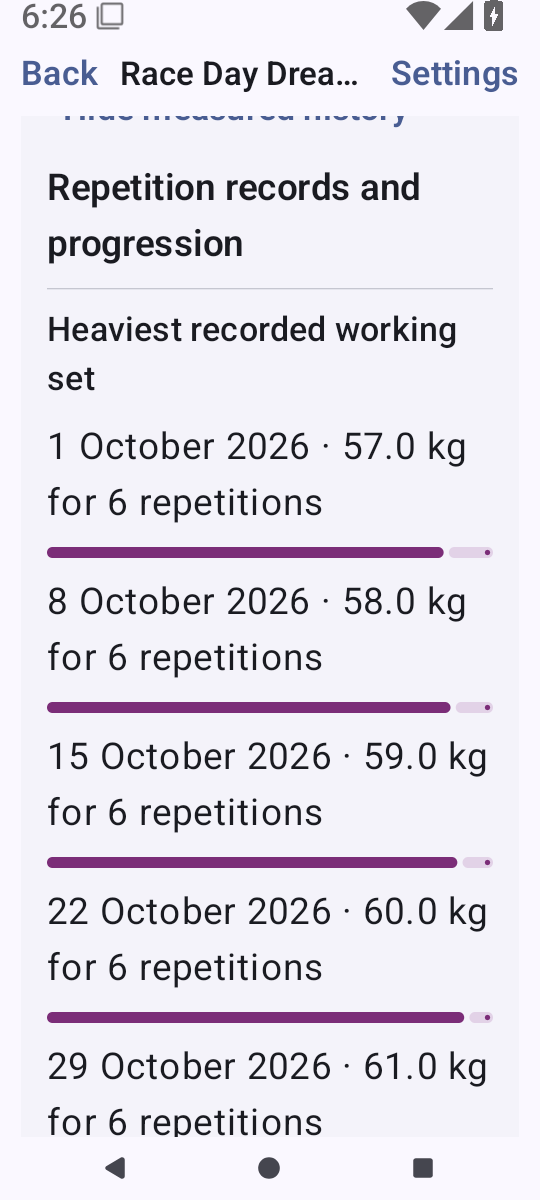 6:26
Back Race Day Drea... Settings
Hide measured history
Repetition records and
progression
Heaviest recorded working
set
1 October 2026 · 57.0 kg
for 6 repetitions
8 October 2026 · 58.0 kg
for 6 repetitions
15 October 2026 · 59.0 kg
for 6 repetitions
22 October 2026 · 60.0 kg
for 6 repetitions
29 October 2026 · 61.0 kg
for 6 repetitions